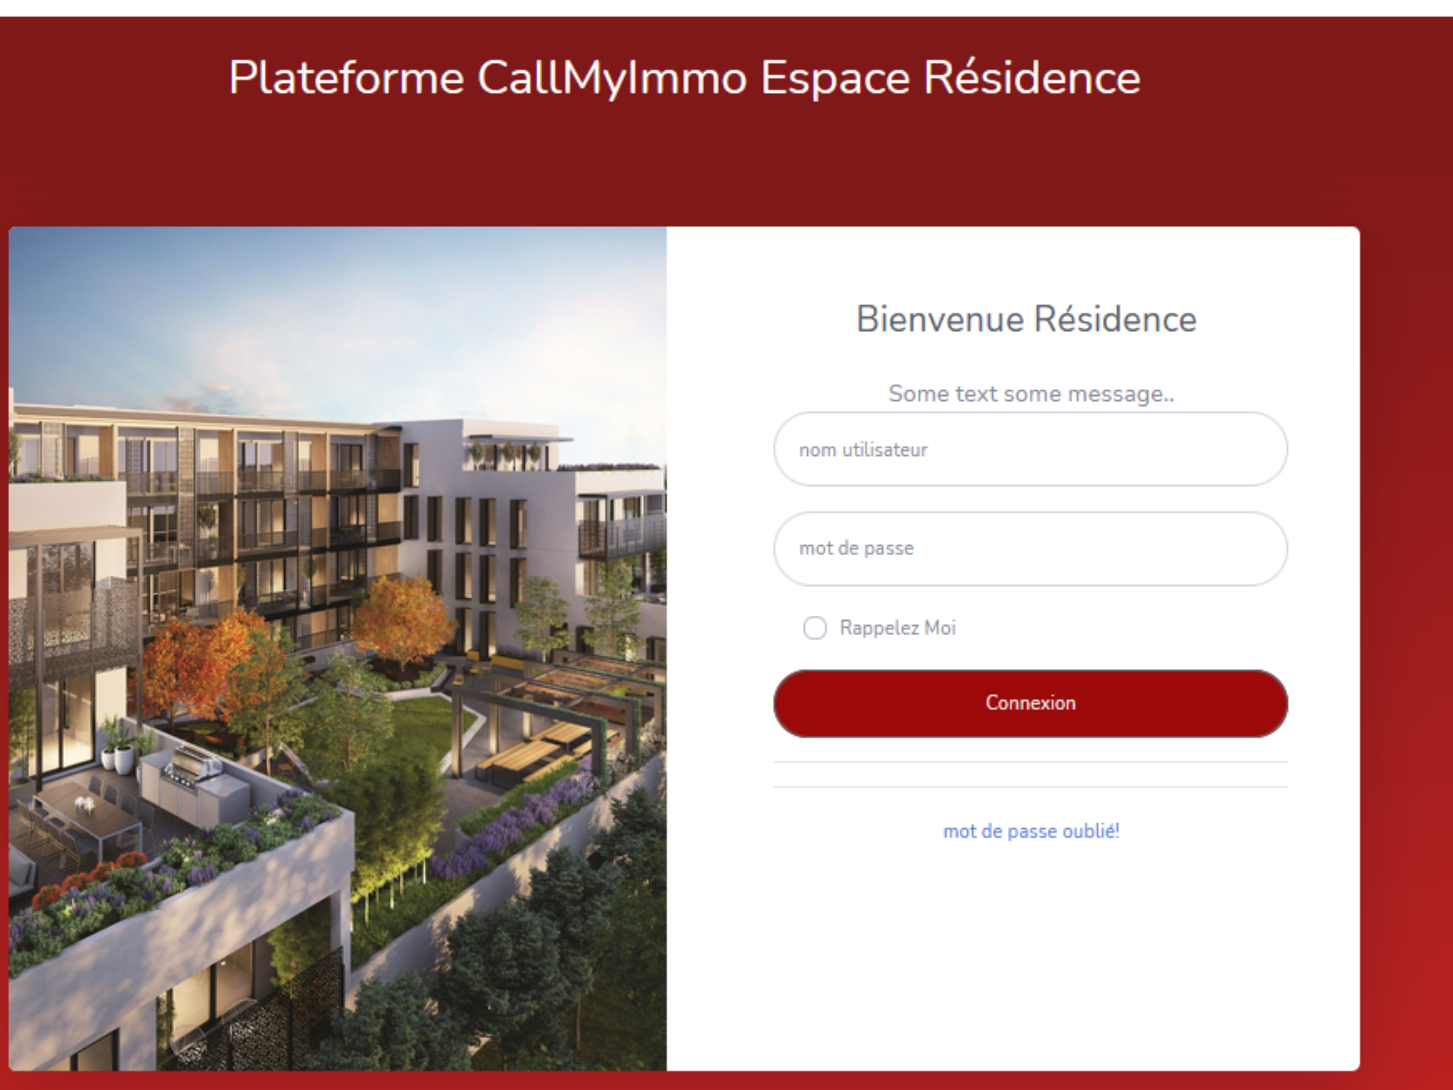 Plateforme CallMyImmo Espace Résidence
Bienvenue Résidence
Some text some message..
nom utilisateur
mot de passe
Rappelez Moi
Connexion
mot de passe oublié!